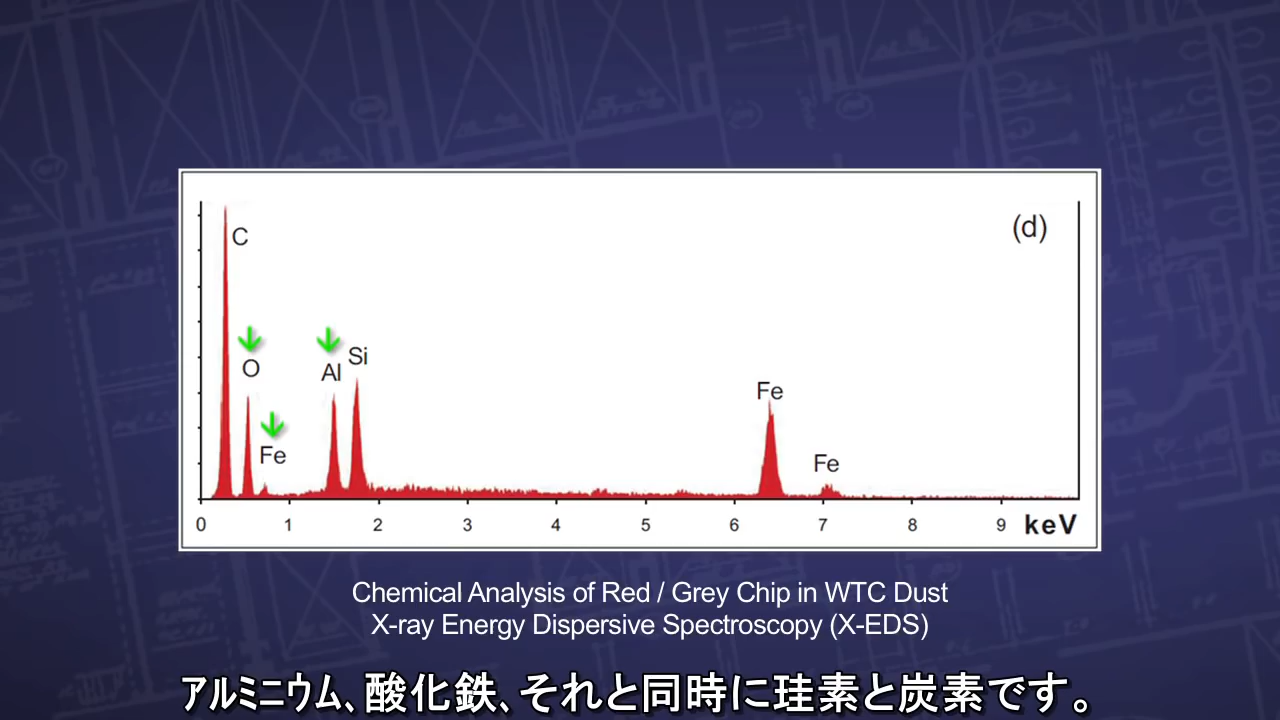 (d)
C
O
Fe
Al
Si
Fe
Fe
0 1 2 3 4 5 6 7 8 9 keV
Chemical Analysis of Red / Grey Chip in WTC Dust
X-ray Energy Dispersive Spectroscopy (X-EDS)
アルミニウム、酸化鉄、それと同時に珪素と炭素です。